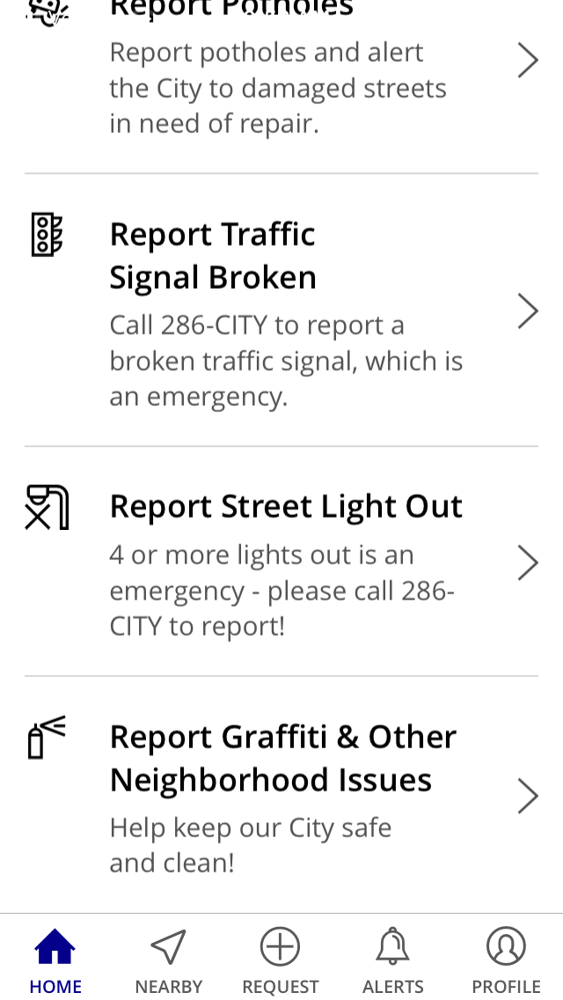 Report Potholes
Report potholes and alert
the City to damaged streets
in need of repair.
Report Traffic
Signal Broken
Call 286-CITY to report a
broken traffic signal, which is
an emergency.
Report Street Light Out
4 or more lights out is an
emergency - please call 286-
CITY to report!
Report Graffiti & Other
Neighborhood Issues
Help keep our City safe
and clean!
HOME
NEARBY
REQUEST
ALERTS
PROFILE